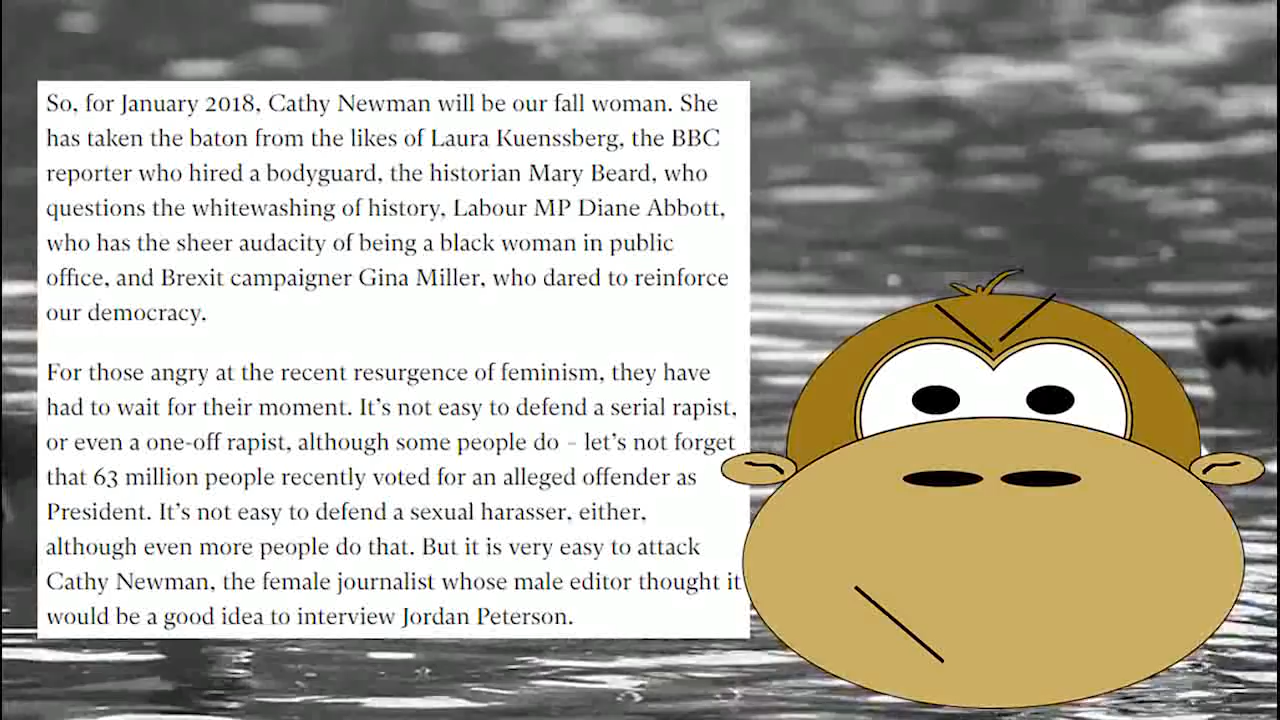 So, for January 2018, Cathy Newman will be our fall woman. She
has taken the baton from the likes of Laura Kuenssberg, the BBC
reporter who hired a bodyguard, the historian Mary Beard, who
questions the whitewashing of history, Labour MP Diane Abbott,
who has the sheer audacity of being a black woman in public
office, and Brexit campaigner Gina Miller, who dared to reinforce
our democracy.
For those angry at the recent resurgence of feminism, they have
had to wait for their moment. It's not easy to defend a serial rapist,
or even a one-off rapist, although some people do – let's not forget
that 63 million people recently voted for an alleged offender as
President. It's not easy to defend a sexual harasser, either,
although even more people do that. But it is very easy to attack
Cathy Newman, the female journalist whose male editor thought it
would be a good idea to interview Jordan Peterson.